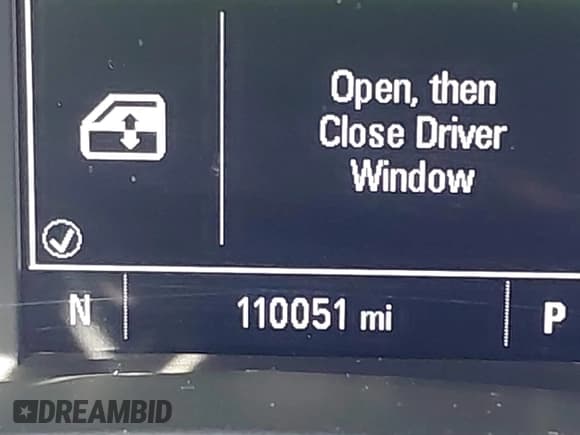 Open, then
Close Driver
Window
N 110051 mi P
DREAMBID